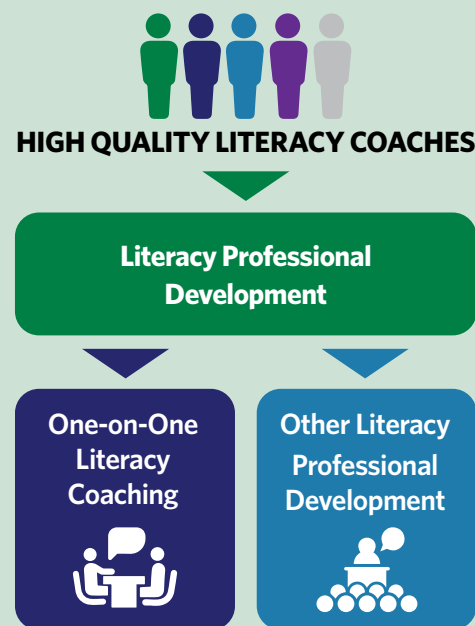 HIGH QUALITY LITERACY COACHES
Literacy Professional
Development
One-on-One
Literacy
Coaching
Other Literacy
Professional
Development